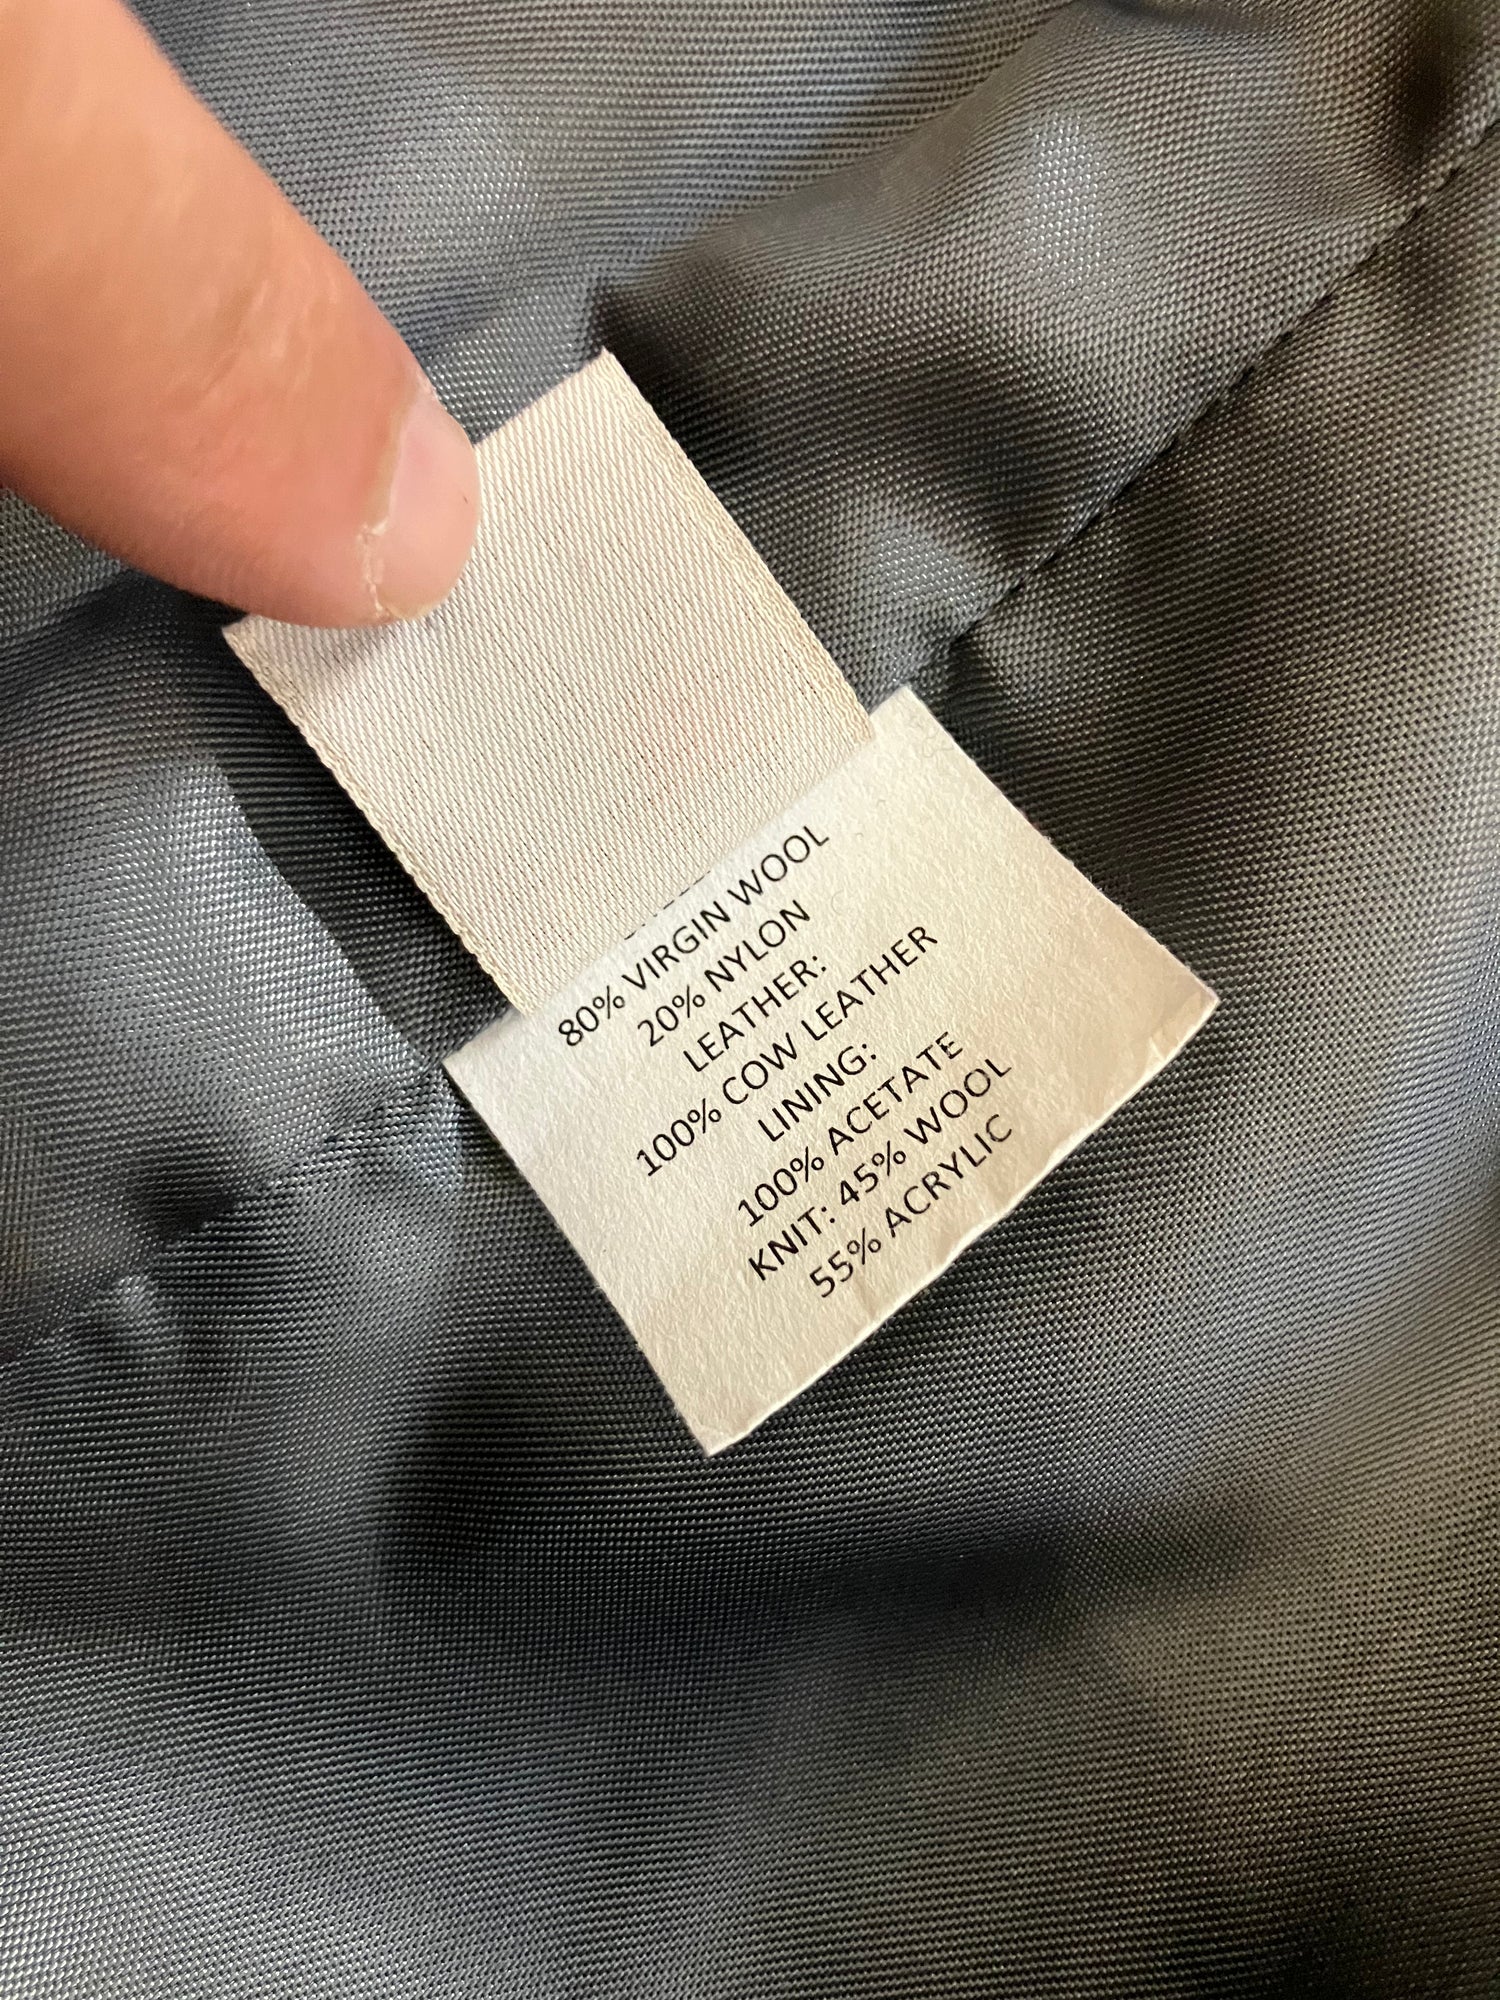 80% VIRGIN WOOL
20% NYLON
LEATHER:
100% COW LEATHER
LINING:
100% ACETATE
KNIT: 45% WOOL
55% ACRYLIC